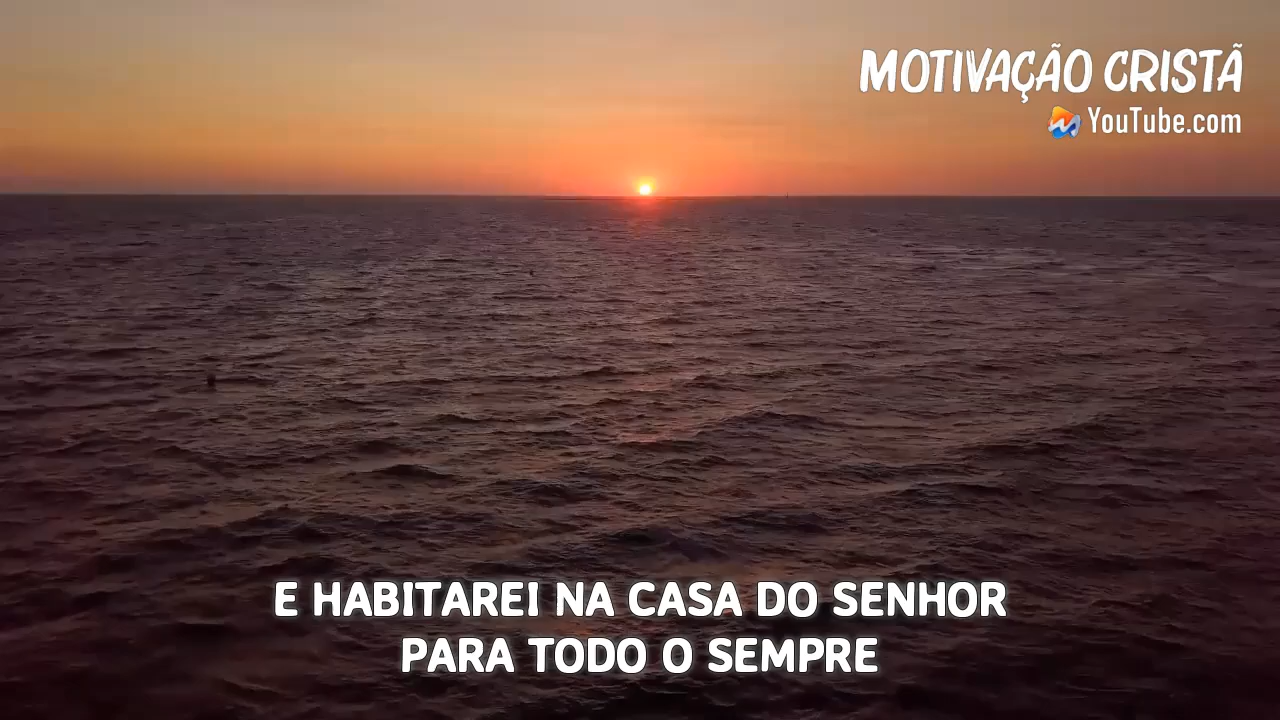 MOTIVAÇÃO CRISTÃ
YouTube.com
E HABITAREI NA CASA DO SENHOR
PARA TODO O SEMPRE